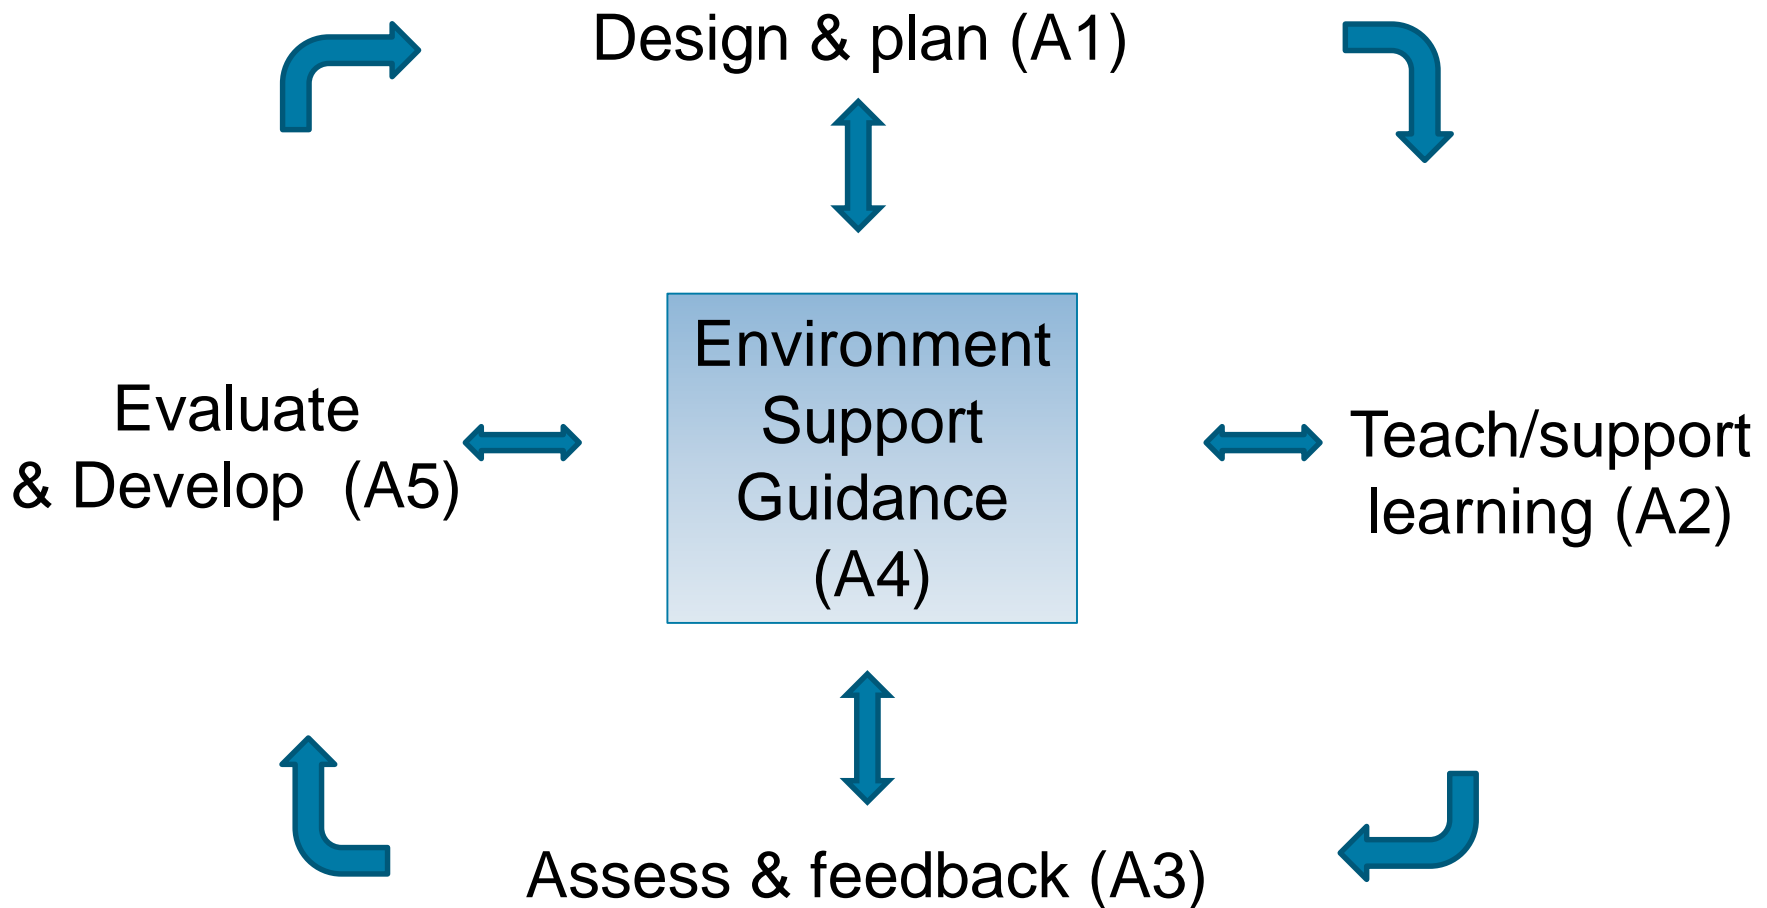 Design & plan (A1)
Environment
Support
Guidance
(A4)
Evaluate
& Develop (A5)
Teach/support
learning (A2)
Assess & feedback (A3)